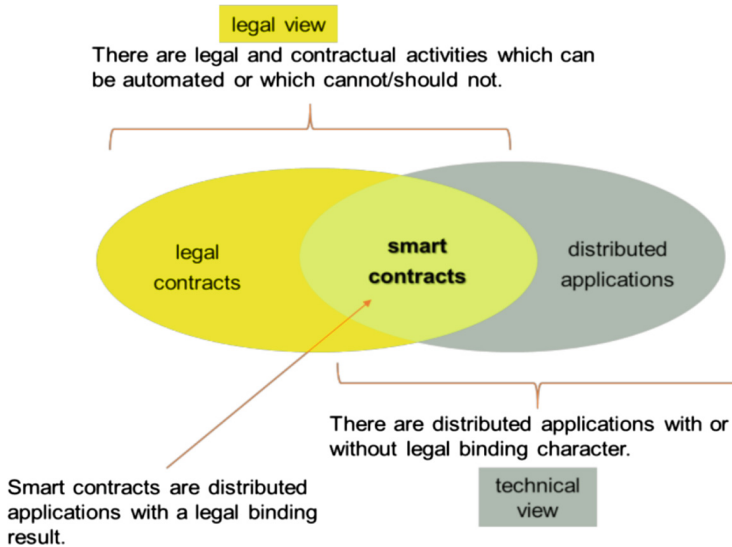 legal view
There are legal and contractual activities which can
be automated or which cannot/should not.
legal
contracts
smart
contracts
distributed
applications
There are distributed applications with or
without legal binding character.
Smart contracts are distributed
applications with a legal binding
result.
technical
view